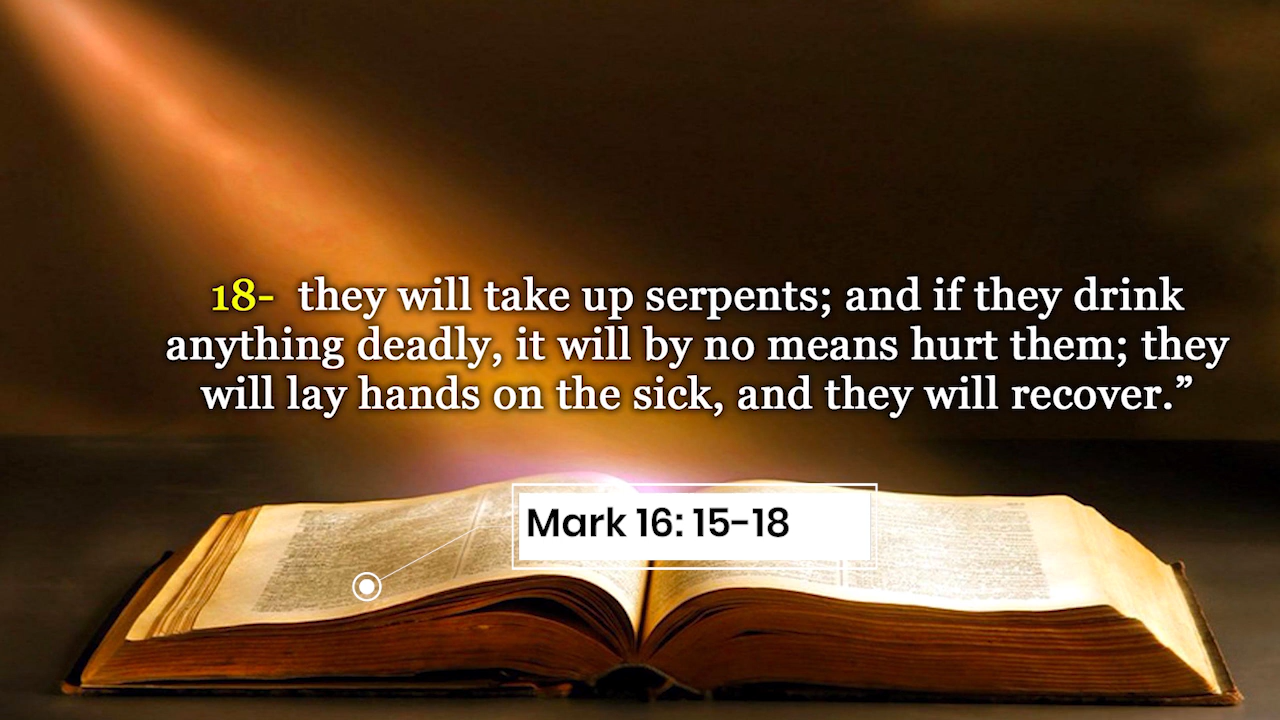 18- they will take up serpents; and if they drink
anything deadly, it will by no means hurt them; they
will lay hands on the sick, and they will recover.”
Mark 16: 15-18